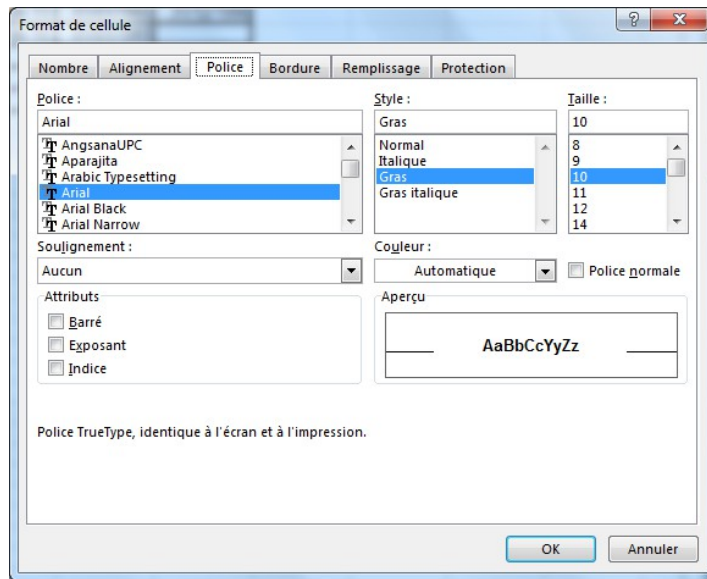 Format de cellule
Nombre Alignement Police Bordure Remplissage Protection
Police : Style : Taille :
Arial Gras 10
AngsanaUPC Normal 8
Aparajita Italique 9
Arabic Typesetting Gras 10
Arial Gras italique 11
Arial Black 12
Arial Narrow 14
Soulignement : Couleur :
Aucun Automatique Police normale
Attributs Aperçu
Barré
Exposant AaBbCcYyZz
Indice
Police TrueType, identique à l'écran et à l'impression.
OK Annuler